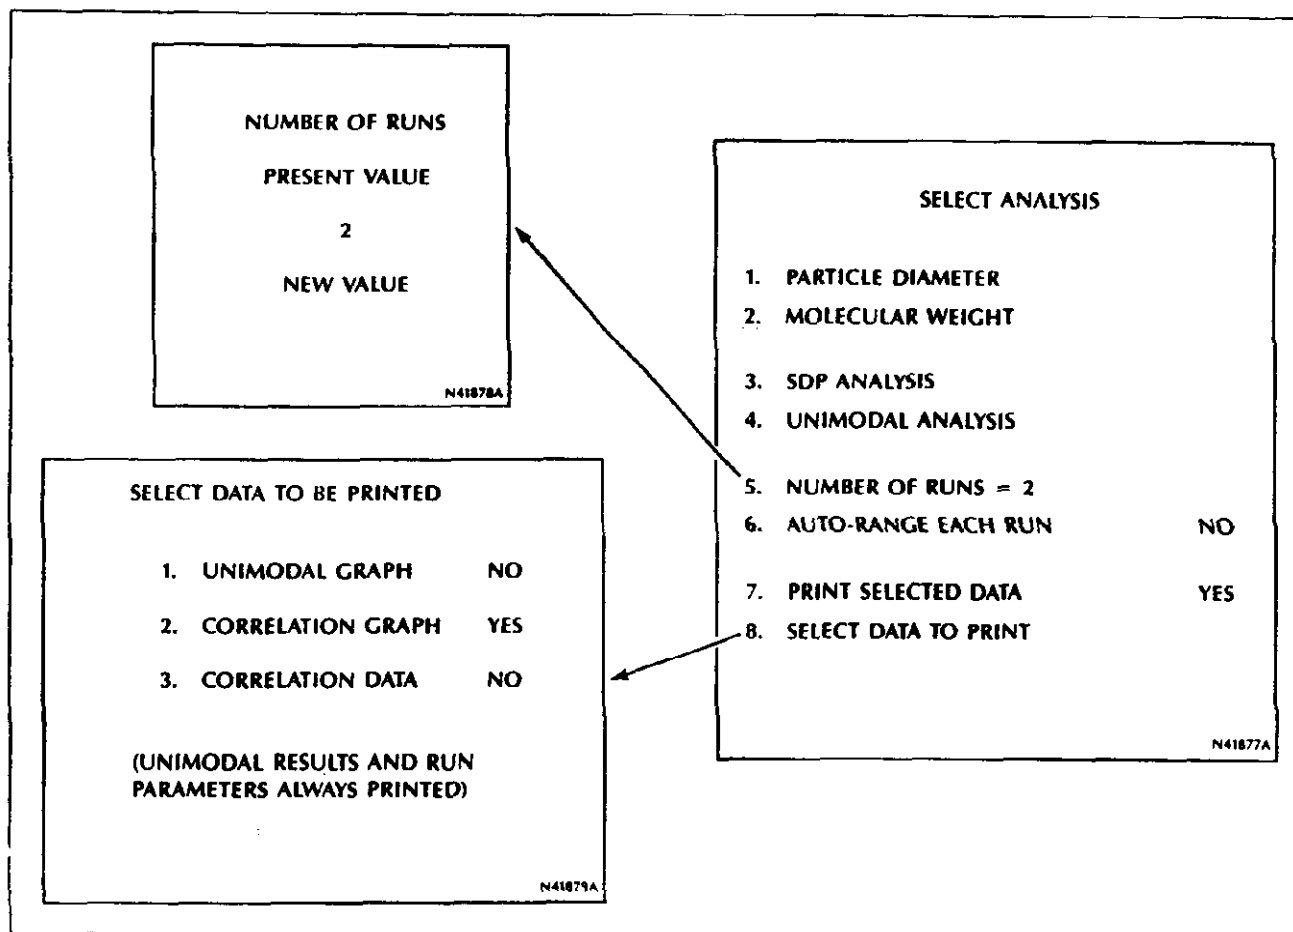 NUMBER OF RUNS
PRESENT VALUE
2
NEW VALUE
N41878A
SELECT DATA TO BE PRINTED
1. UNIMODAL GRAPH NO
2. CORRELATION GRAPH YES
3. CORRELATION DATA NO
(UNIMODAL RESULTS AND RUN
PARAMETERS ALWAYS PRINTED)
N41879A
SELECT ANALYSIS
1. PARTICLE DIAMETER
2. MOLECULAR WEIGHT
3. SDP ANALYSIS
4. UNIMODAL ANALYSIS
5. NUMBER OF RUNS = 2
6. AUTO-RANGE EACH RUN NO
7. PRINT SELECTED DATA YES
8. SELECT DATA TO PRINT
N41877A